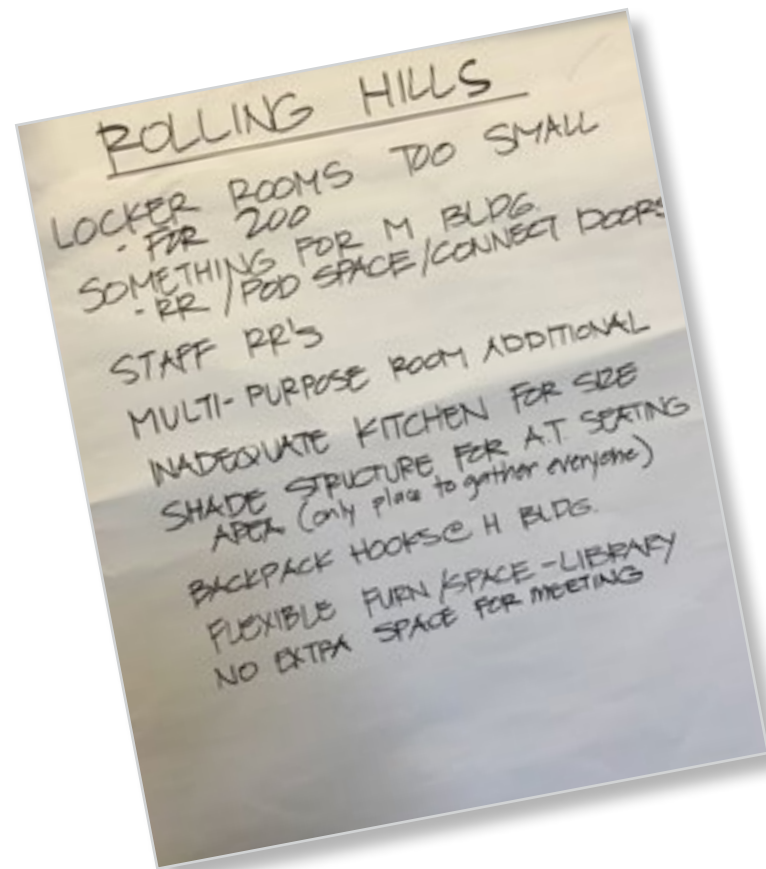 ROLLING HILLS
LOCKER ROOMS TOO SMALL
- FOR 200
SOMETHING FOR M BLDG.
- RR / POD SPACE / CONNECT DOORS
STAFF RR'S
MULTI-PURPOSE ROOM ADDITIONAL
INADEQUATE KITCHEN FOR SIZE
SHADE STRUCTURE FOR A.T. SEATING
AREA (only place to gather everyone)
BACKPACK HOOKS @ H BLDG.
FLEXIBLE FURN/SPACE - LIBRARY
NO EXTRA SPACE FOR MEETING